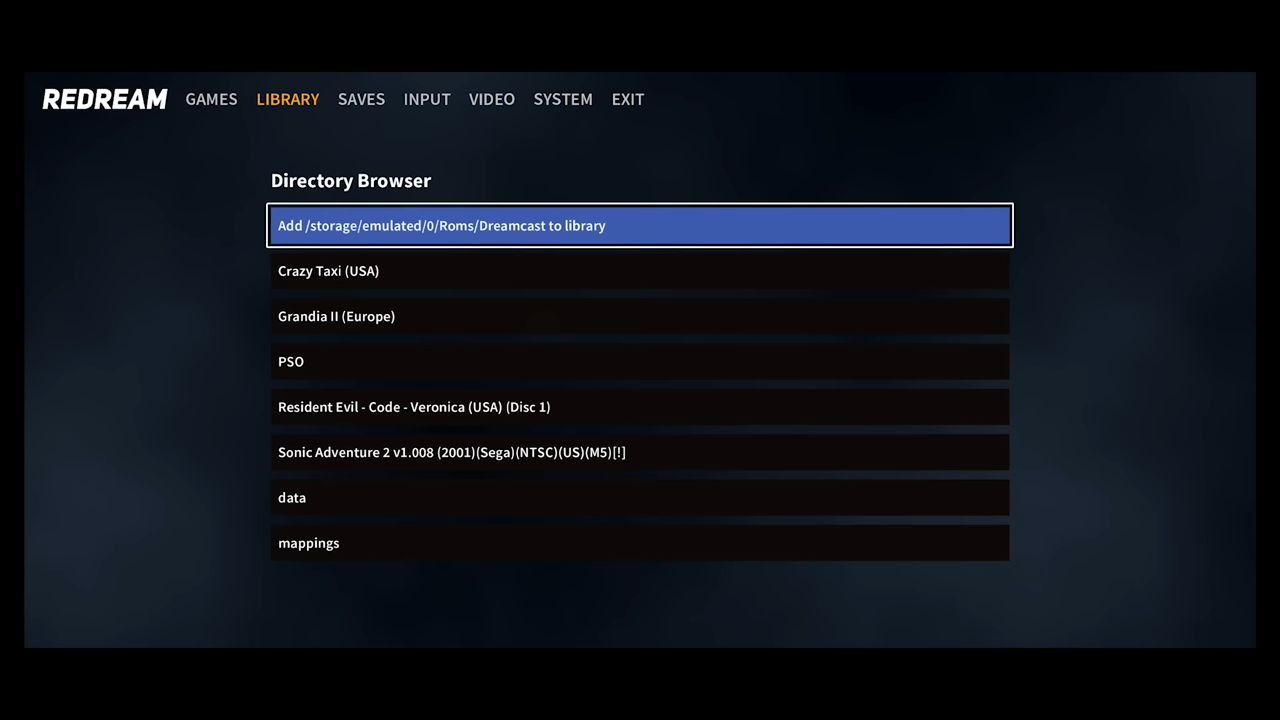 REDREAM GAMES LIBRARY SAVES INPUT VIDEO SYSTEM EXIT
Directory Browser
Add /storage/emulated/0/Roms/Dreamcast to library
Crazy Taxi (USA)
Grandia II (Europe)
PSO
Resident Evil - Code - Veronica (USA) (Disc 1)
Sonic Adventure 2 v1.008 (2001)(Sega)(NTSC)(US)(M5)[!]
data
mappings